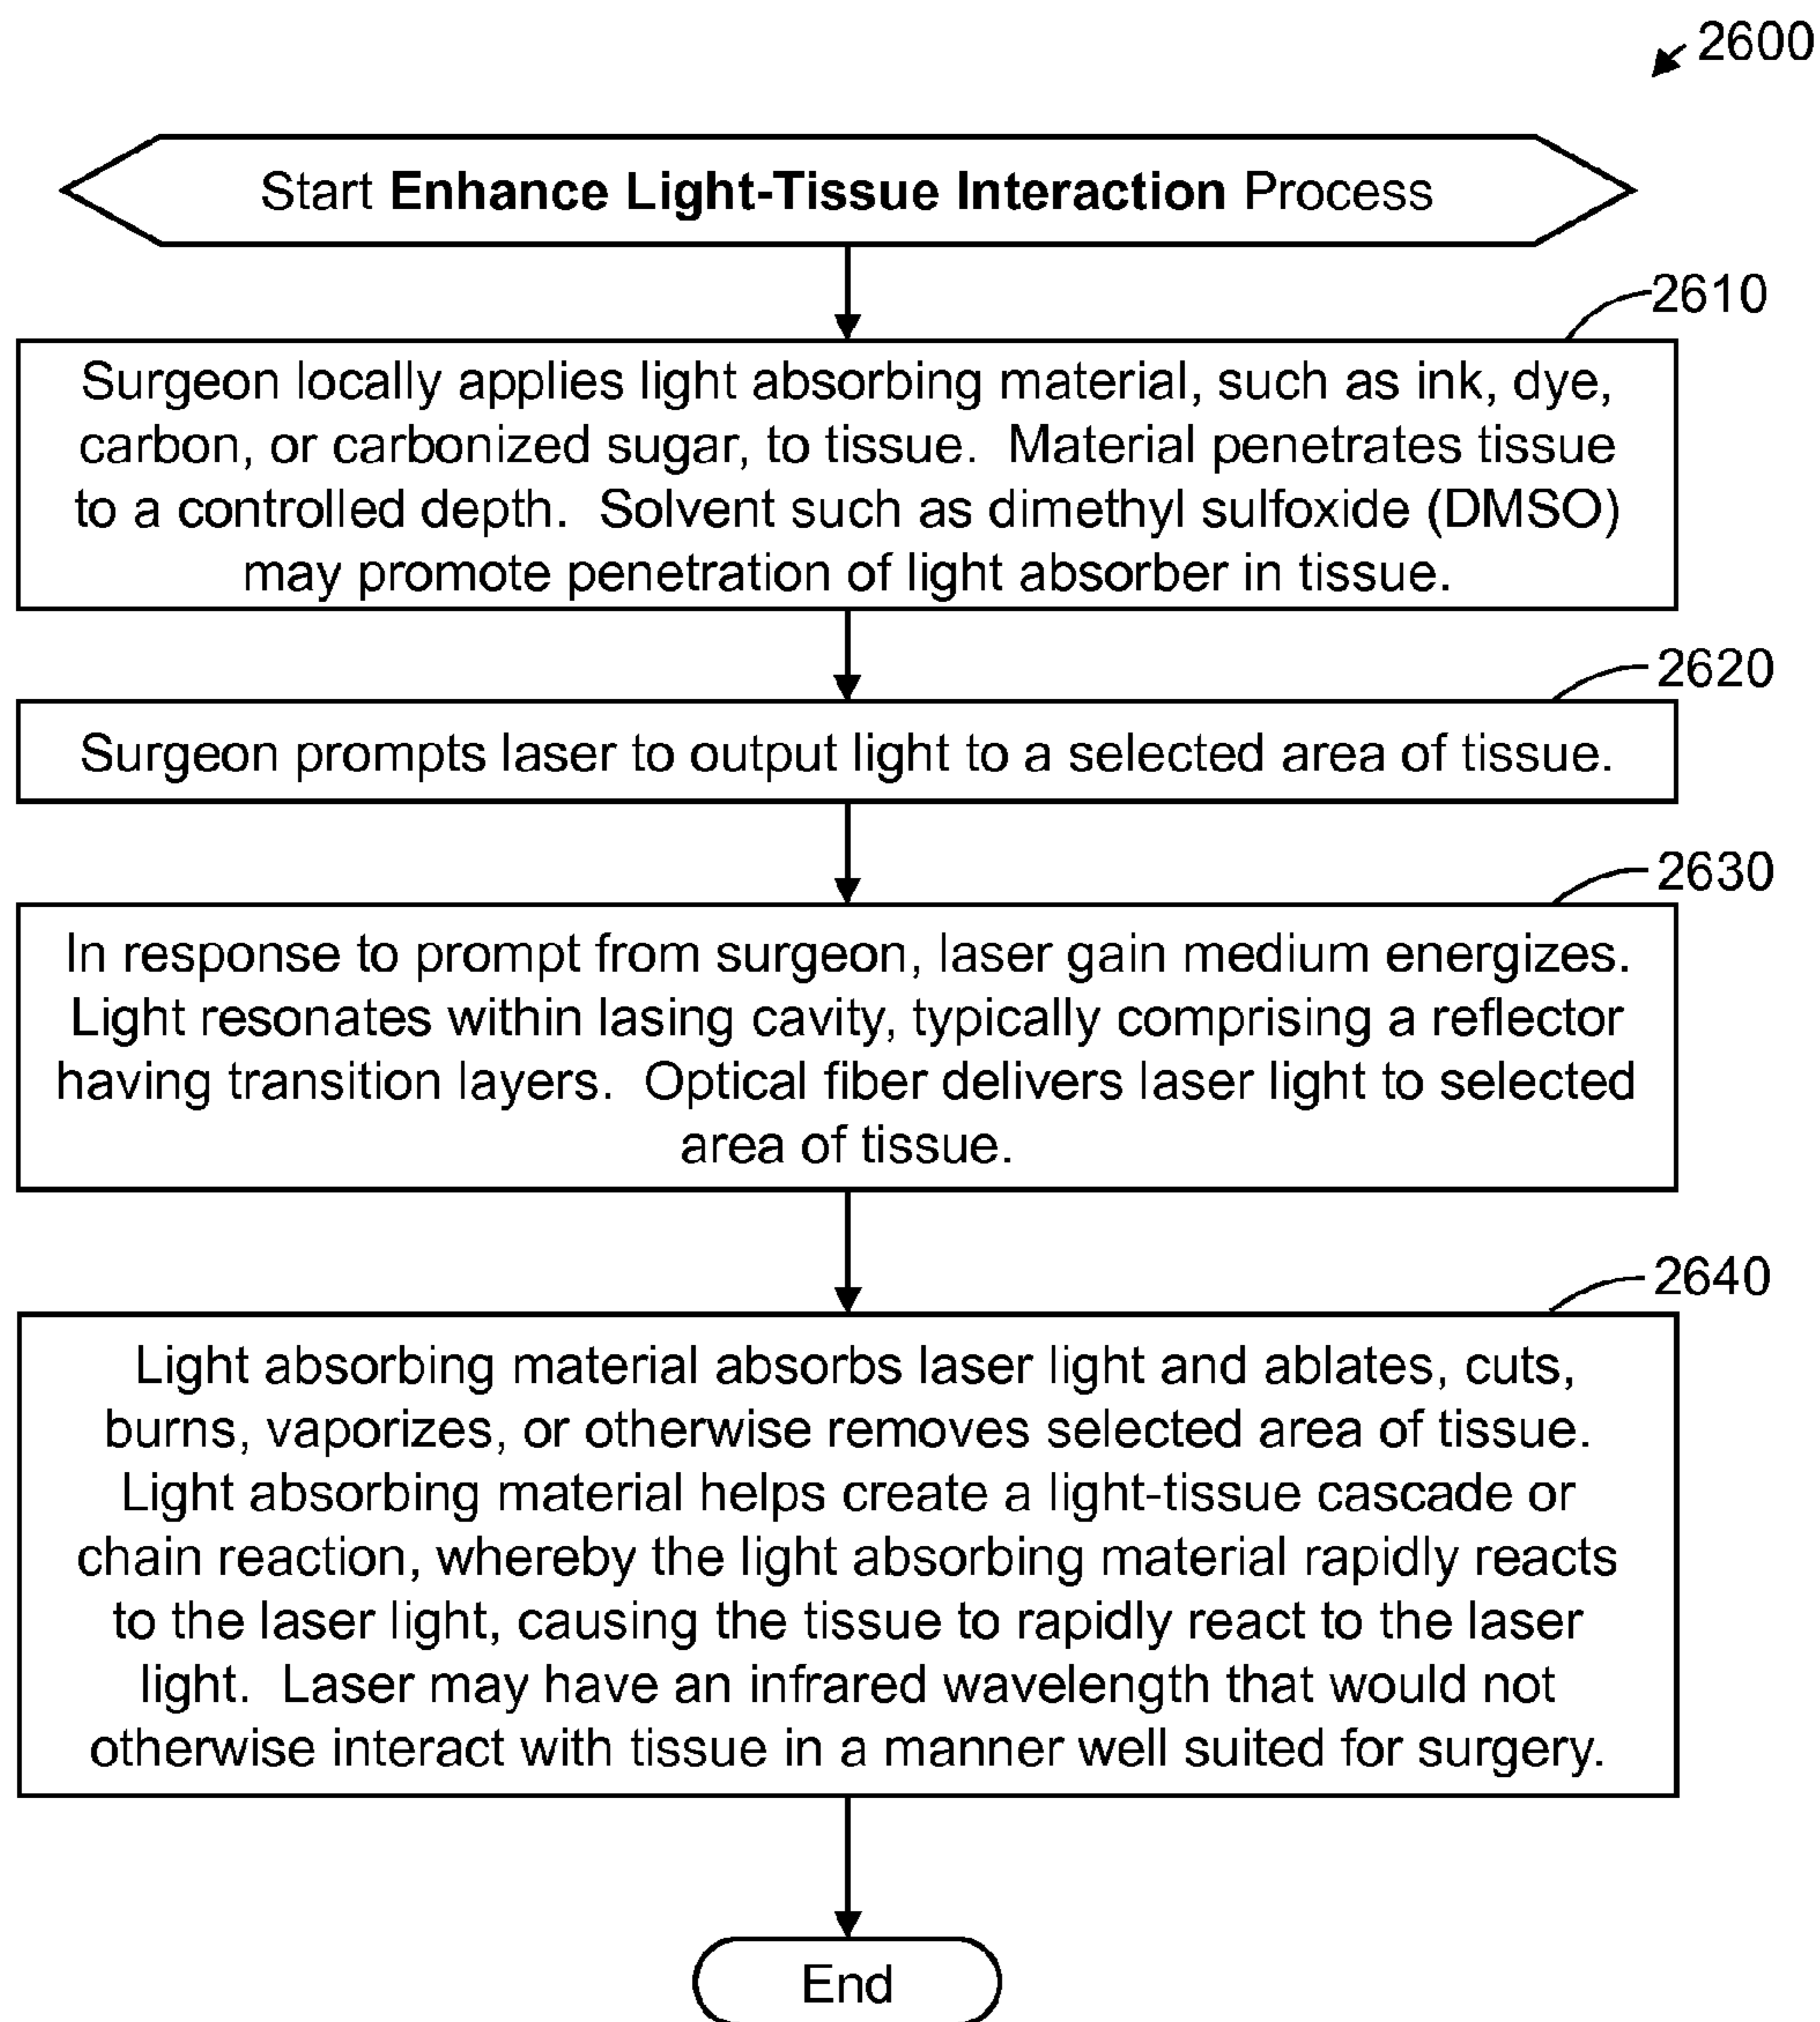 2600
Start Enhance Light-Tissue Interaction Process
2610
Surgeon locally applies light absorbing material, such as ink, dye,
carbon, or carbonized sugar, to tissue.  Material penetrates tissue
to a controlled depth.  Solvent such as dimethyl sulfoxide (DMSO)
may promote penetration of light absorber in tissue.
2620
Surgeon prompts laser to output light to a selected area of tissue.
2630
In response to prompt from surgeon, laser gain medium energizes.
Light resonates within lasing cavity, typically comprising a reflector
having transition layers.  Optical fiber delivers laser light to selected
area of tissue.
2640
Light absorbing material absorbs laser light and ablates, cuts,
burns, vaporizes, or otherwise removes selected area of tissue.
Light absorbing material helps create a light-tissue cascade or
chain reaction, whereby the light absorbing material rapidly reacts
to the laser light, causing the tissue to rapidly react to the laser
light.  Laser may have an infrared wavelength that would not
otherwise interact with tissue in a manner well suited for surgery.
End